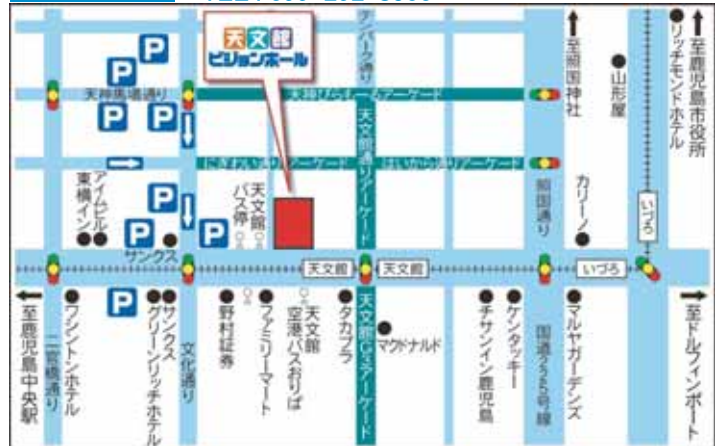 天文館
ビジョンホール
テンパーク通り
至照国神社
山形屋
リッチモンドホテル
至鹿児島市役所
天神馬場通り
P
P
P
P
天神ぴらもーるアーケード
天文館通りアーケード
にぎわい通りアーケード
はいから通りアーケード
東横イン
アイムビル
P
サンクス
P
天文館
バス停
照国通り
カリーノ
いづろ
天文館
天文館
いづろ
至鹿児島中央駅
ワシントンホテル
二官橋通り
P
グリーンリッチホテル
サンクス
文化通り
野村証券
ファミリーマート
天文館
空港バスおりば
タカプラ
天文館G3アーケード
マクドナルド
チサンイン鹿児島
ケンタッキー
国道225号線
マルヤガーデンズ
至ドルフィンポート